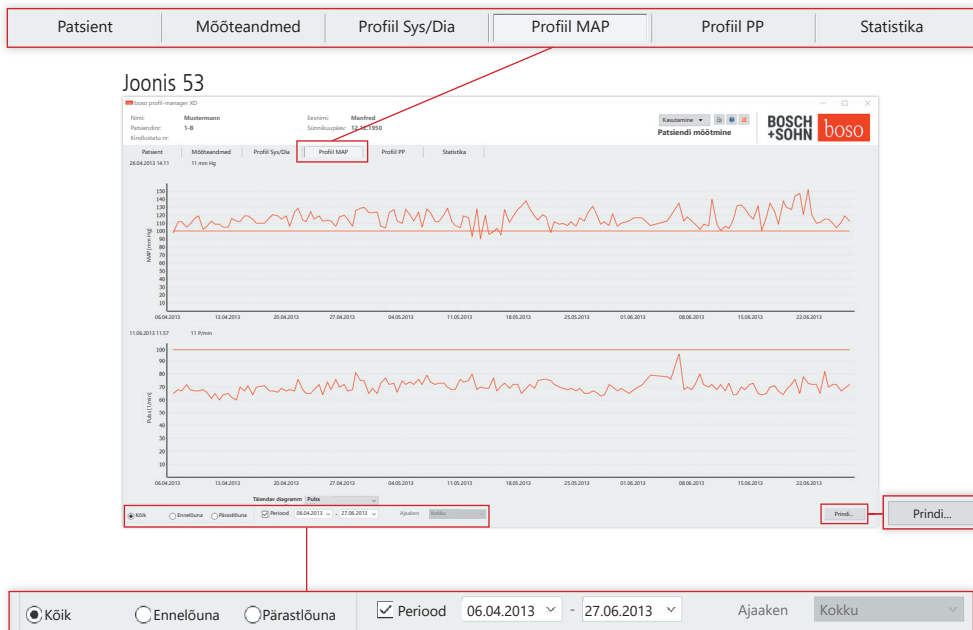 Patsient Mõõteandmed Profiil Sys/Dia Profiil MAP Profiil PP Statistika
Joonis 53
boso profil-manager XD
Nimi: Mustermann Eesnimi: Manfred
Patsiendinr: 1-B Sünnikuupäev: 12.12.1950
Kindlustatu nr:
Kasutamine
Patsiendi mõõtmine
BOSCH
+SOHN
boso
Patsient Mõõteandmed Profiil Sys/Dia Profiil MAP Profiil PP Statistika
26.04.2013 14.11 11 mm Hg
150
140
130
120
110
100
90
80
70
60
50
40
30
20
10
MAP[mm Hg]
06.04.2013 13.04.2013 20.04.2013 27.04.2013 04.05.2013 11.05.2013 18.05.2013 25.05.2013 01.06.2013 08.06.2013 15.06.2013 22.06.2013
11.06.2013 11.57 11 P/min
100
90
80
70
60
50
40
30
20
10
Pulss [1/min]
06.04.2013 13.04.2013 20.04.2013 27.04.2013 04.05.2013 11.05.2013 18.05.2013 25.05.2013 01.06.2013 08.06.2013 15.06.2013 22.06.2013
Täiendav diagramm Pulss
Kõik Ennelõuna Pärastlõuna Periood 06.04.2013 - 27.06.2013 Ajaaken Kokku
Prindi...
Prindi...
Kõik Ennelõuna Pärastlõuna Periood 06.04.2013 - 27.06.2013 Ajaaken Kokku